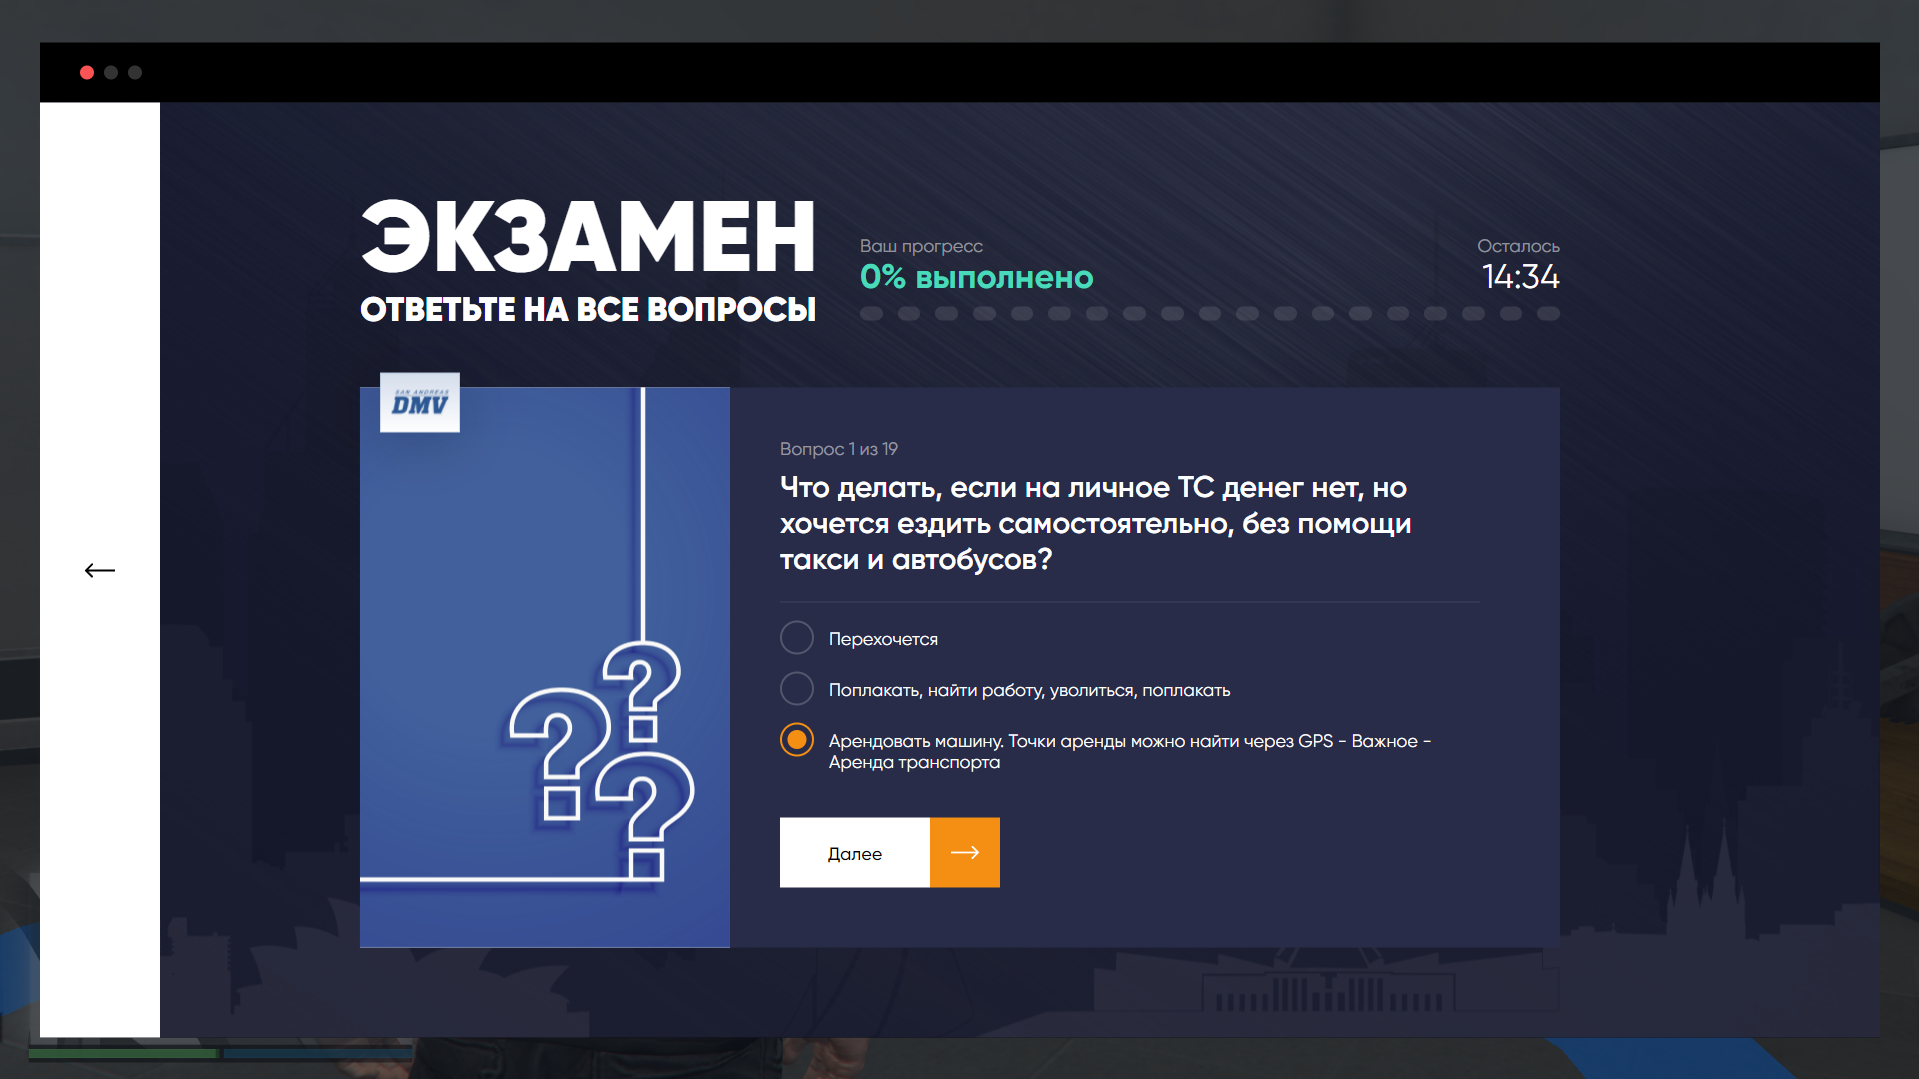 ЭКЗАМЕН
ОТВЕТЬТЕ НА ВСЕ ВОПРОСЫ
Ваш прогресс
0% выполнено
Осталось
14:34
SAN ANDREAS
DMV
Вопрос 1 из 19
Что делать, если на личное ТС денег нет, но
хочется ездить самостоятельно, без помощи
такси и автобусов?
Перехочется
Поплакать, найти работу, уволиться, поплакать
Арендовать машину. Точки аренды можно найти через GPS - Важное -
Аренда транспорта
Далее